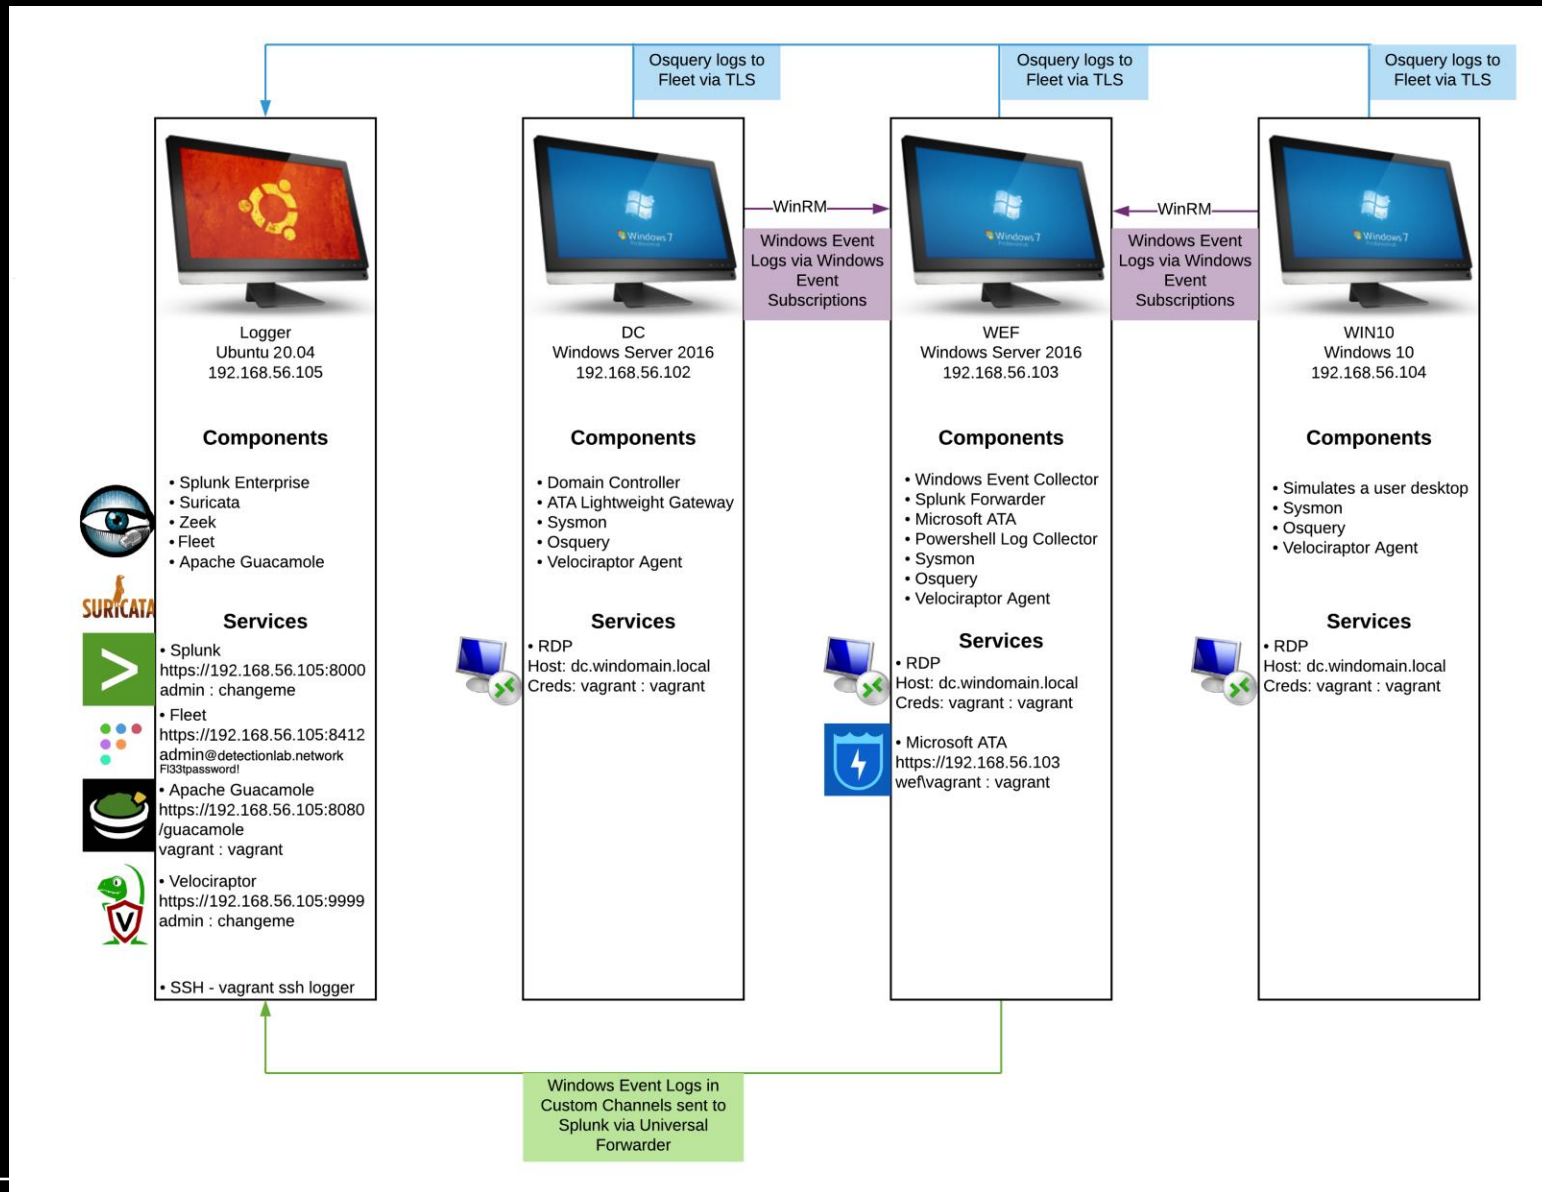 Osquery logs to
Fleet via TLS
Osquery logs to
Fleet via TLS
Osquery logs to
Fleet via TLS
Windows 7
Professional
Windows 7
Professional
Windows 7
Professional
WinRM
Windows Event
Logs via Windows
Event
Subscriptions
WinRM
Windows Event
Logs via Windows
Event
Subscriptions
Logger
Ubuntu 20.04
192.168.56.105
Components
• Splunk Enterprise
• Suricata
• Zeek
• Fleet
• Apache Guacamole
SURICATA
Services
• Splunk
https://192.168.56.105:8000
admin : changeme
>
• Fleet
https://192.168.56.105:8412
admin@detectionlab.network
Fl33tpassword!
• Apache Guacamole
https://192.168.56.105:8080
/guacamole
vagrant : vagrant
• Velociraptor
https://192.168.56.105:9999
admin : changeme
V
• SSH - vagrant ssh logger
DC
Windows Server 2016
192.168.56.102
Components
• Domain Controller
• ATA Lightweight Gateway
• Sysmon
• Osquery
• Velociraptor Agent
Services
• RDP
Host: dc.windomain.local
Creds: vagrant : vagrant
WEF
Windows Server 2016
192.168.56.103
Components
• Windows Event Collector
• Splunk Forwarder
• Microsoft ATA
• Powershell Log Collector
• Sysmon
• Osquery
• Velociraptor Agent
Services
• RDP
Host: dc.windomain.local
Creds: vagrant : vagrant
• Microsoft ATA
https://192.168.56.103
wef\vagrant : vagrant
WIN10
Windows 10
192.168.56.104
Components
• Simulates a user desktop
• Sysmon
• Osquery
• Velociraptor Agent
Services
• RDP
Host: dc.windomain.local
Creds: vagrant : vagrant
Windows Event Logs in
Custom Channels sent to
Splunk via Universal
Forwarder